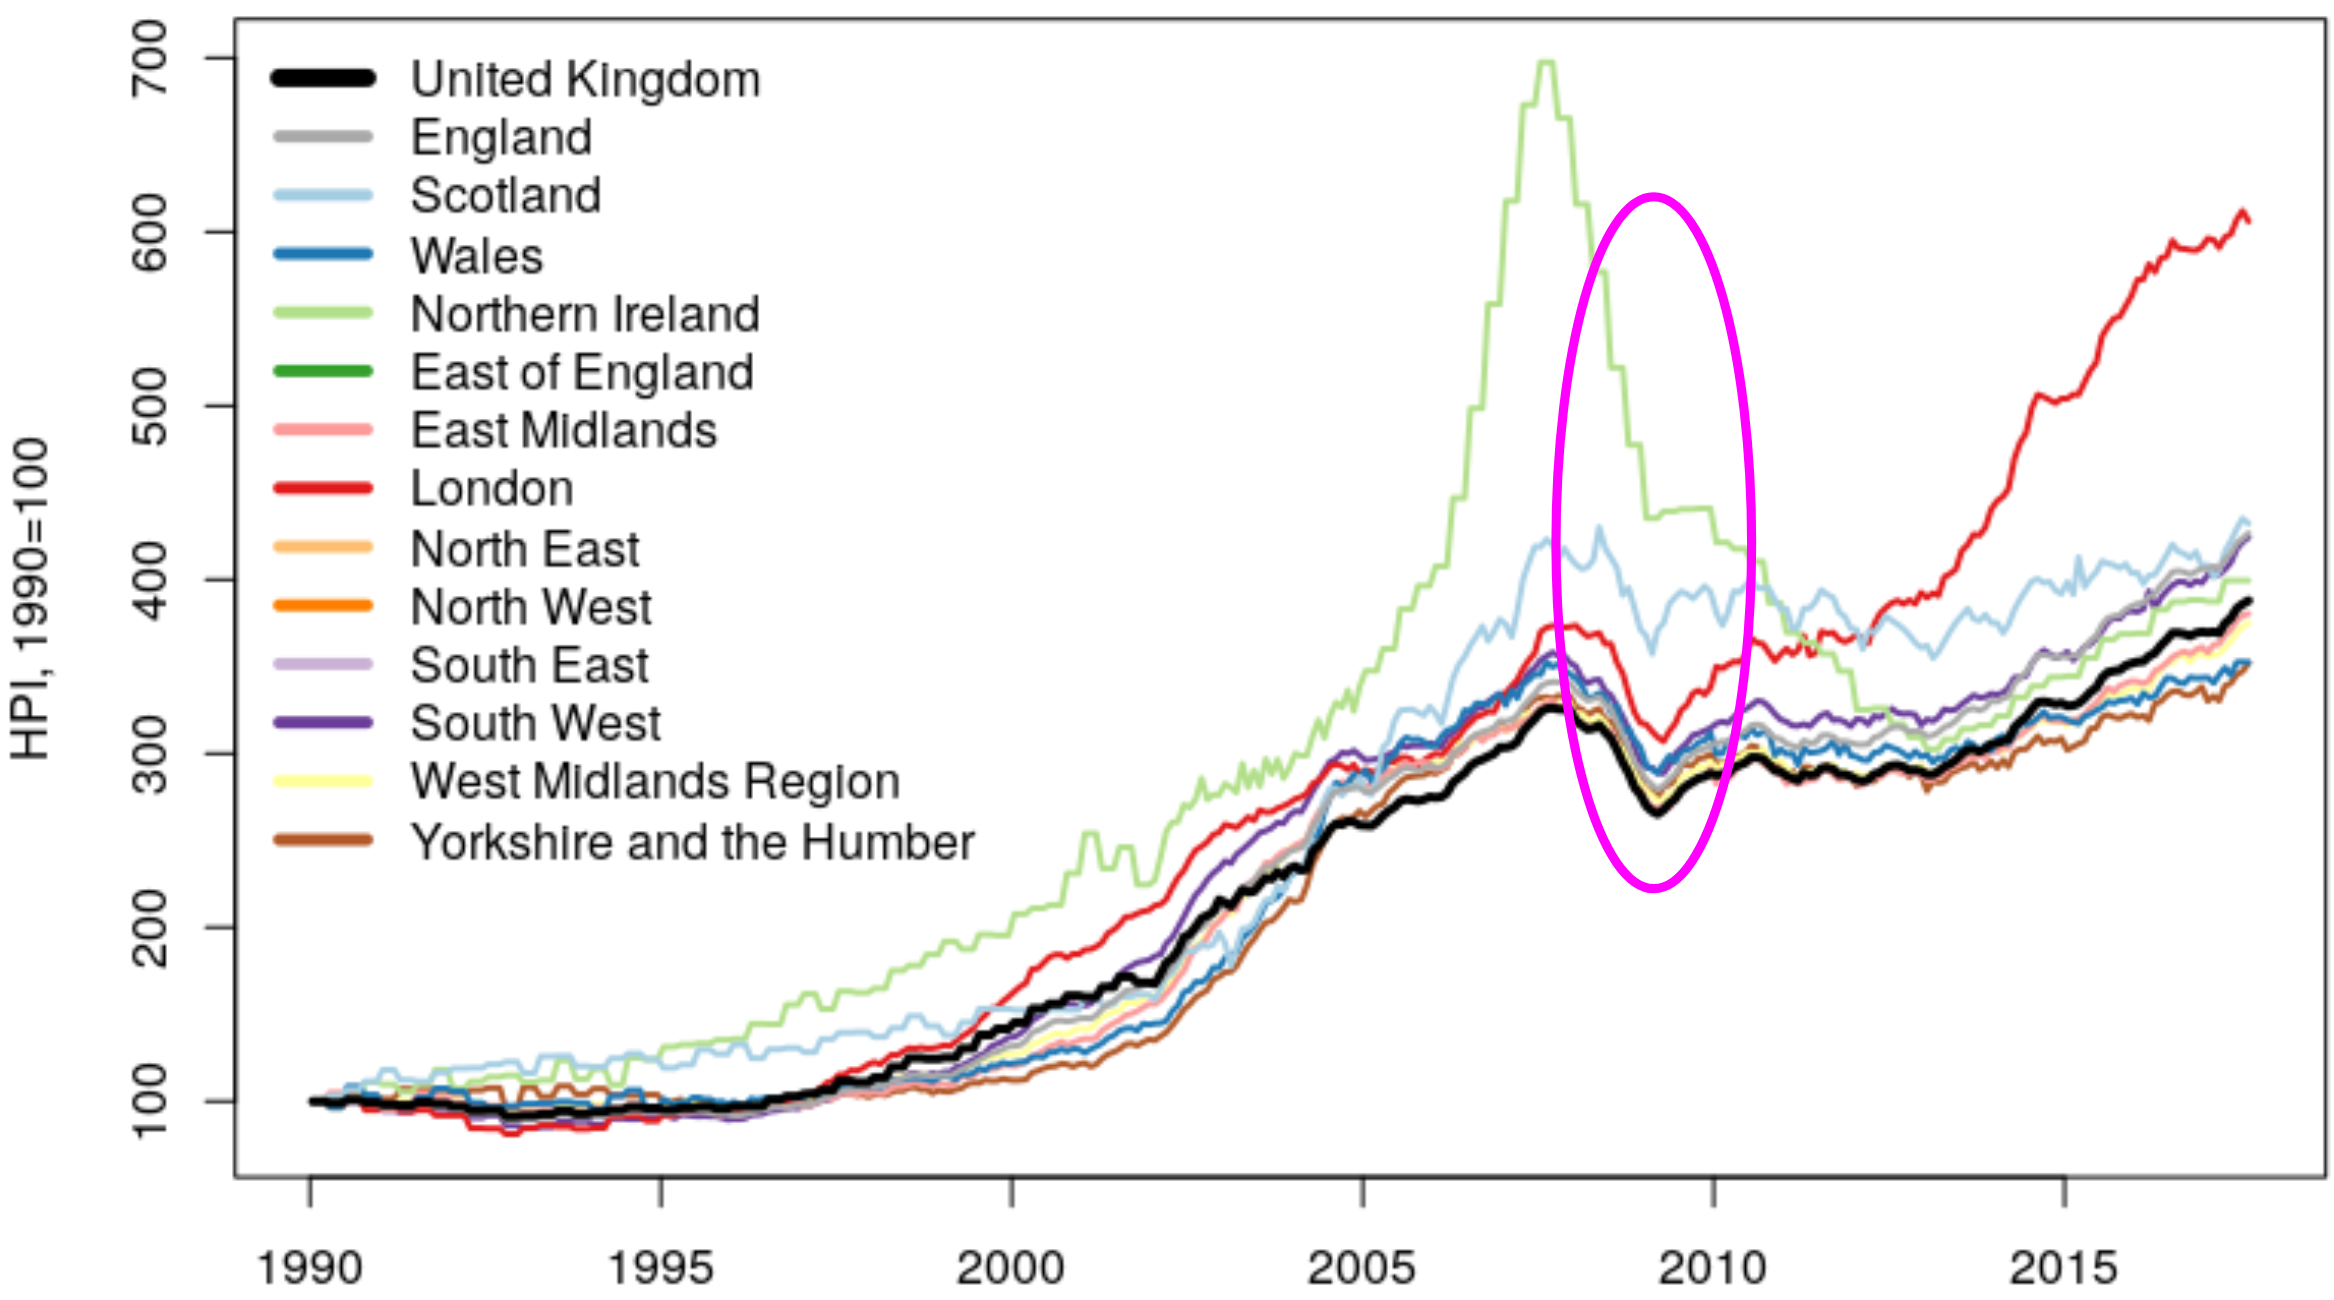 HPI, 1990=100
700
600
500
400
300
200
100
United Kingdom
England
Scotland
Wales
Northern Ireland
East of England
East Midlands
London
North East
North West
South East
South West
West Midlands Region
Yorkshire and the Humber
1990 1995 2000 2005 2010 2015